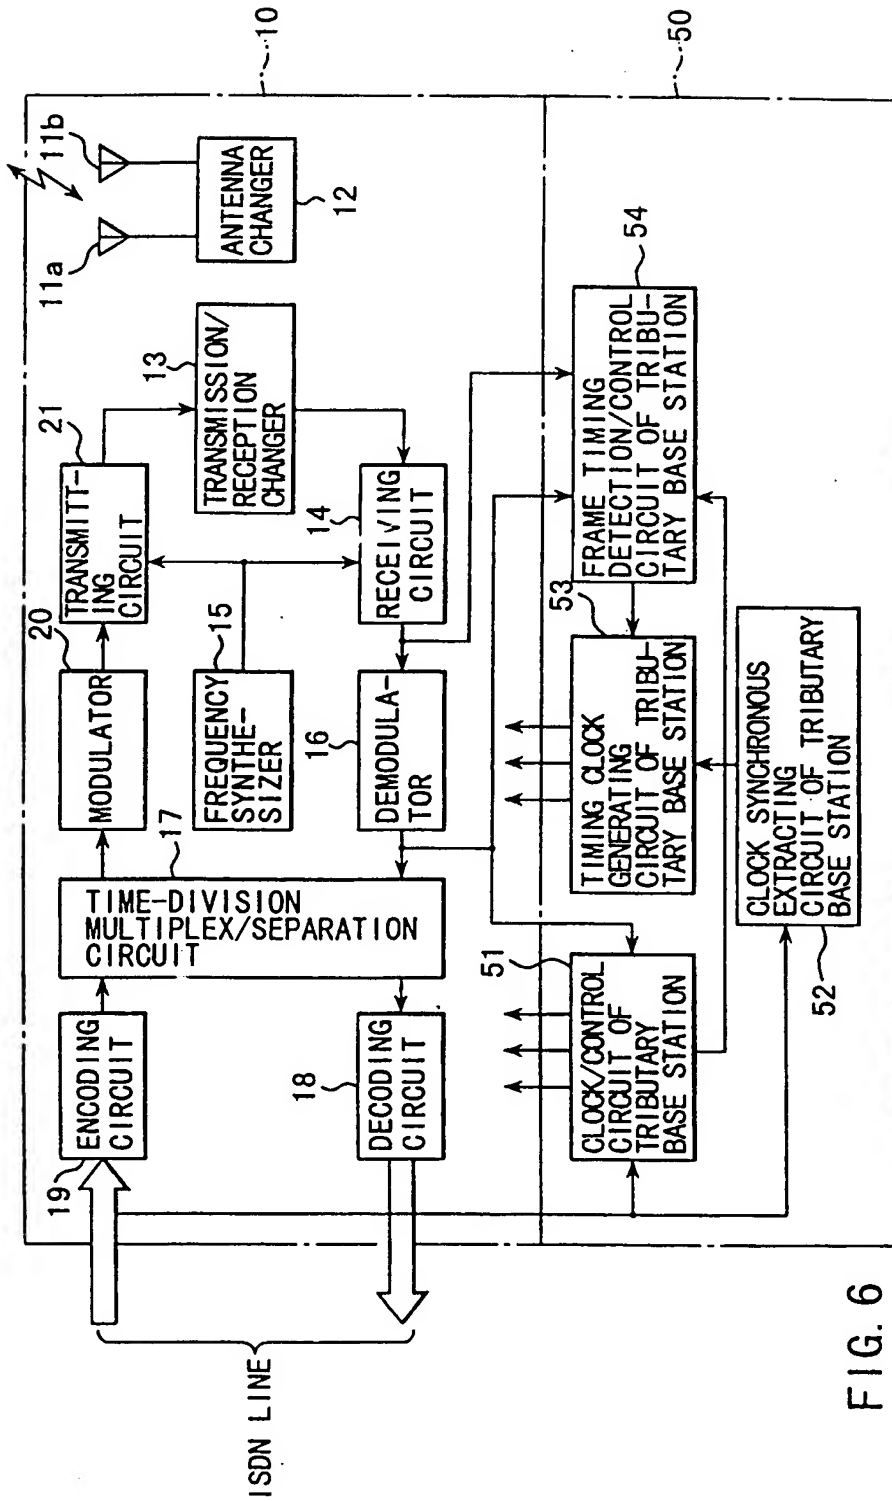 ISDN LINE
19
ENCODING
CIRCUIT
17
TIME-DIVISION
MULTIPLEX/SEPARATION
CIRCUIT
20
MODULATOR
21
TRANSMITT-
ING
CIRCUIT
13
TRANSMISSION/
RECEPTION
CHANGER
11a
11b
ANTENNA
CHANGER
12
10
15
FREQUENCY
SYNTHE-
SIZER
18
DECODING
CIRCUIT
16
DEMODULA-
TOR
14
RECEIVING
CIRCUIT
50
51
CLOCK/CONTROL
CIRCUIT OF
TRIBUTARY
BASE STATION
53
TIMING CLOCK
GENERATING
CIRCUIT OF TRIBU-
TARY BASE STATION
54
FRAME TIMING
DETECTION/CONTROL
CIRCUIT OF TRIBU-
TARY BASE STATION
52
CLOCK SYNCHRONOUS
EXTRACTING
CIRCUIT OF TRIBUTARY
BASE STATION
FIG. 6